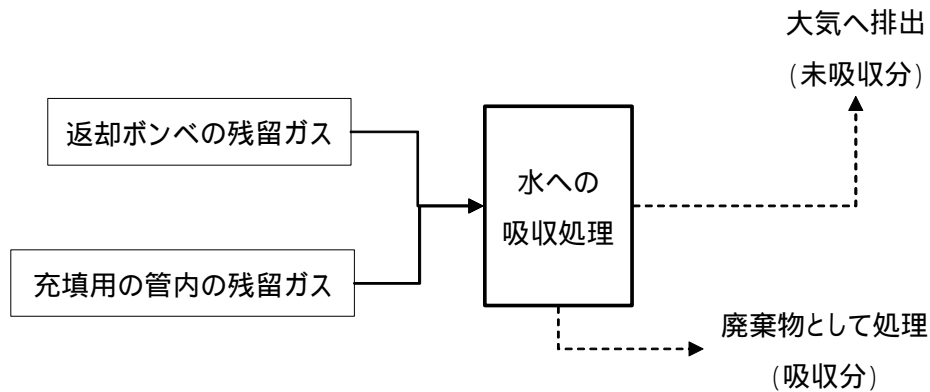 大気へ排出
(未吸収分)
返却ボンベの残留ガス
水への
吸収処理
充填用の管内の残留ガス
廃棄物として処理
(吸収分)